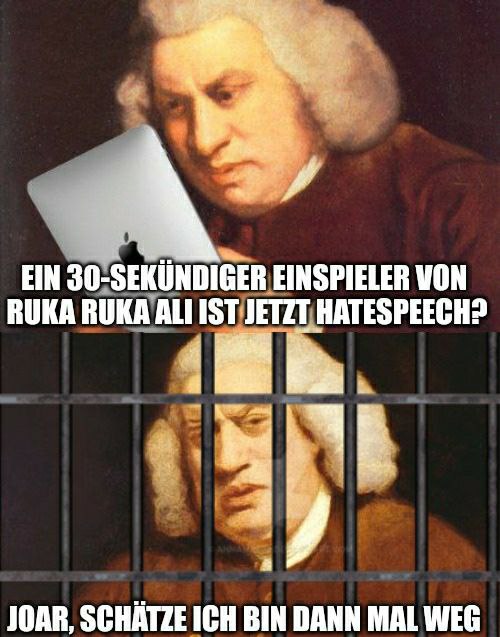 EIN 30-SEKÜNDIGER EINSPIELER VON
RUKA RUKA ALI IST JETZT HATESPEECH?
JOAR, SCHÄTZE ICH BIN DANN MAL WEG